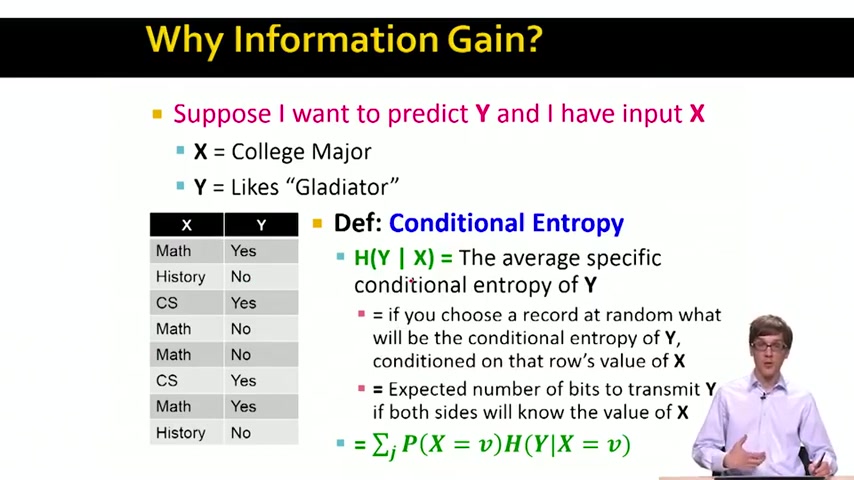 Why Information Gain?
Suppose I want to predict Y and I have input X
X = College Major
Y = Likes “Gladiator”
X Y
Math Yes
History No
CS Yes
Math No
Math No
CS Yes
Math Yes
History No
Def: Conditional Entropy
H(Y | X) = The average specific
conditional entropy of Y
= if you choose a record at random what
will be the conditional entropy of Y,
conditioned on that row’s value of X
= Expected number of bits to transmit Y
if both sides will know the value of X
= ∑j P(X = v)H(Y|X = v)